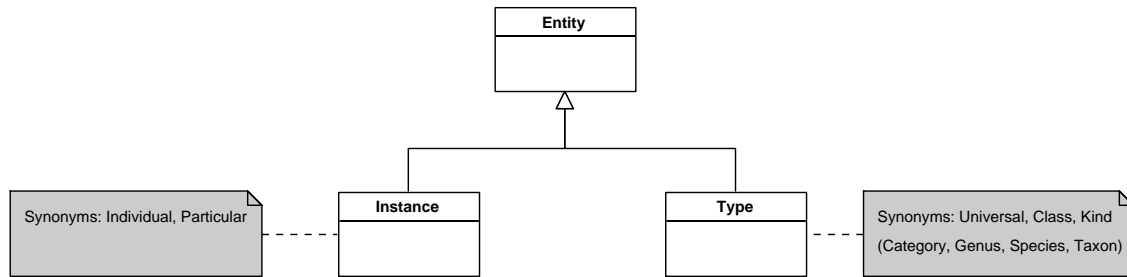 Entity
Synonyms: Individual, Particular
Instance
Type
Synonyms: Universal, Class, Kind
(Category, Genus, Species, Taxon)